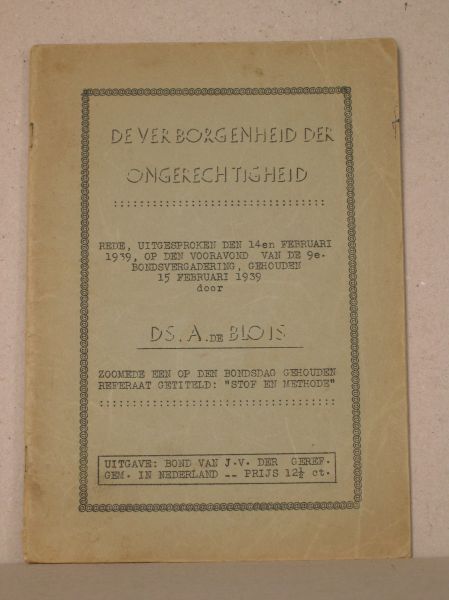 DE VERBORGENHEID DER
ONGERECHTIGHEID
REDE, UITGESPROKEN DEN 14en FEBRUARI
1939, OP DEN VOORAVOND VAN DE 9e.
BONDSVERGADERING, GEHOUDEN
15 FEBRUARI 1939
door
DS. A. DE BLOIS
ZOOMEDE EEN OP DEN BONDSDAG GEHOUDEN
REFERAAT GETITELD: "STOF EN METHODE"
UITGAVE: BOND VAN J.V. DER GEREF.
GEM. IN NEDERLAND -- PRIJS 12½ ct.